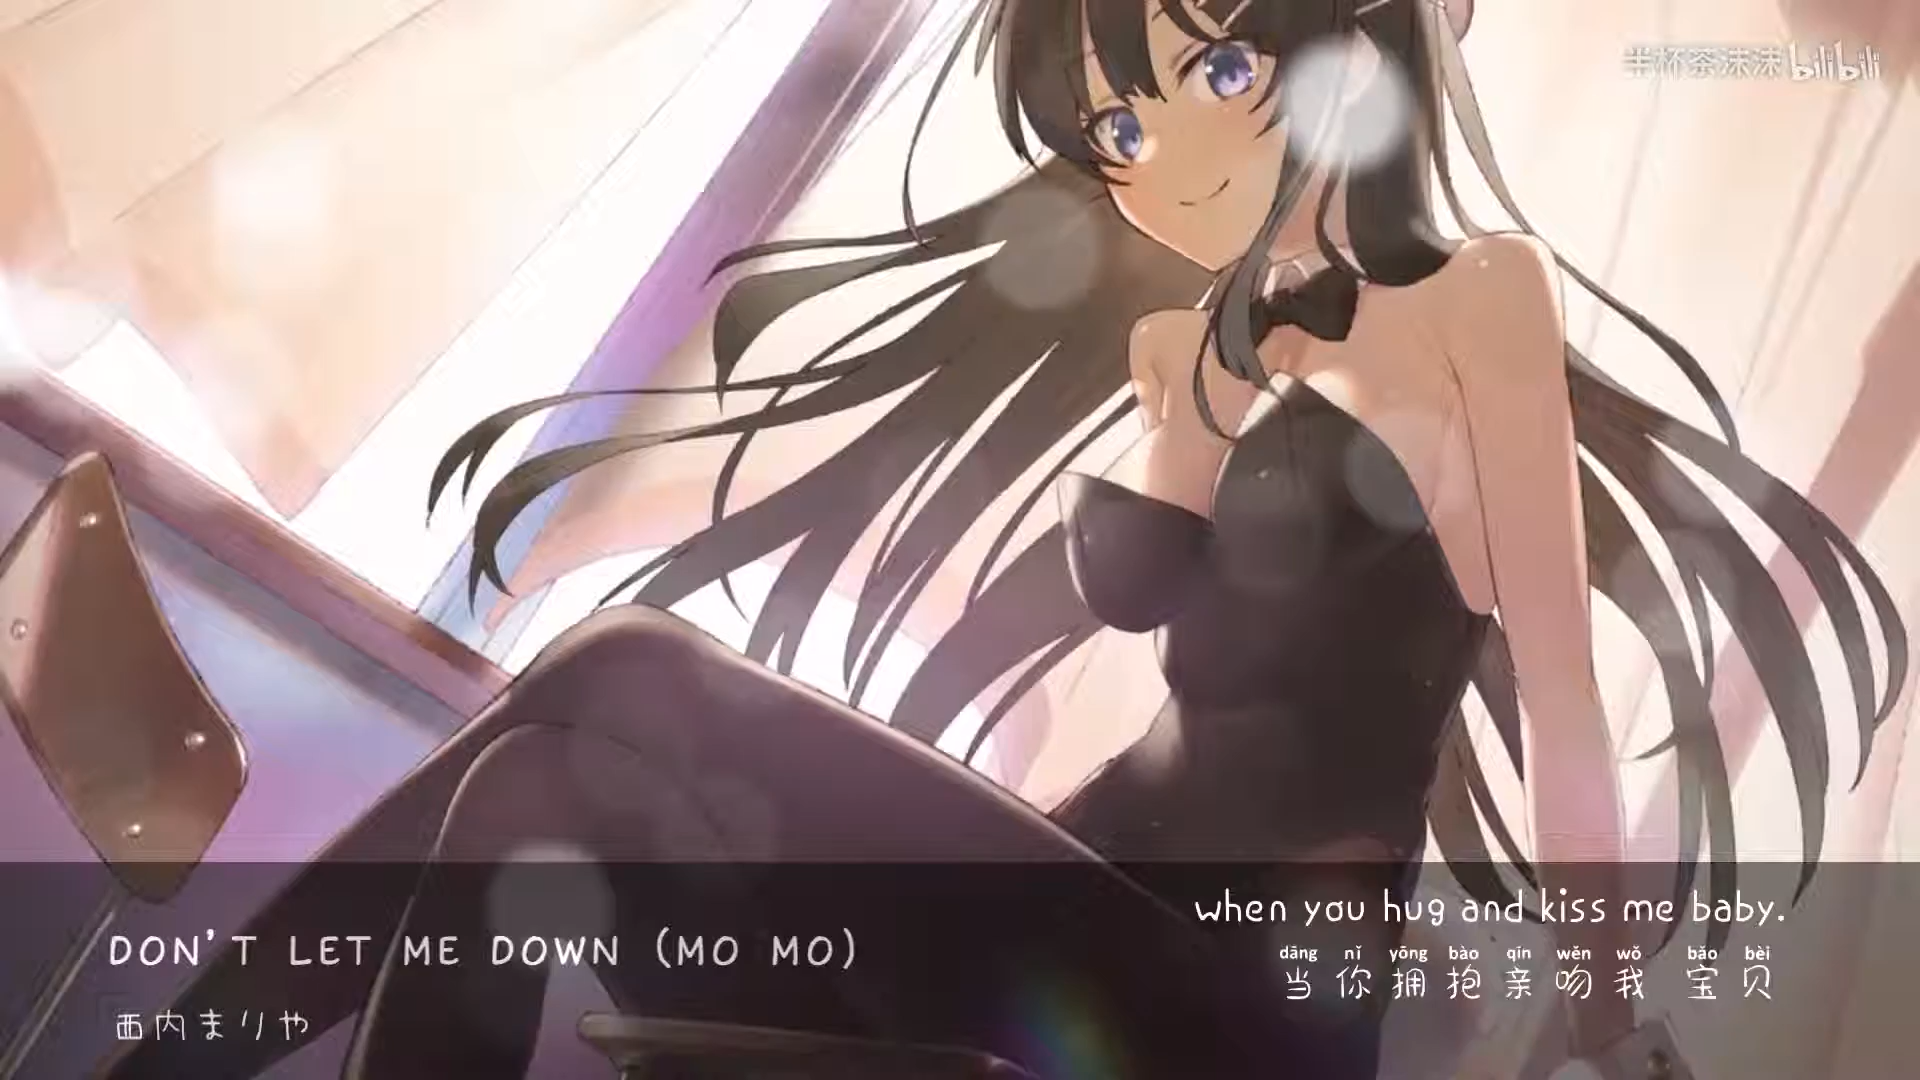 半杯茶沫沫 bilibili
DON'T LET ME DOWN (MO MO)
西内まりや
when you hug and kiss me baby.
dāng nǐ yōng bào qīn wěn wǒ bǎo bèi
当你拥抱亲吻我 宝贝